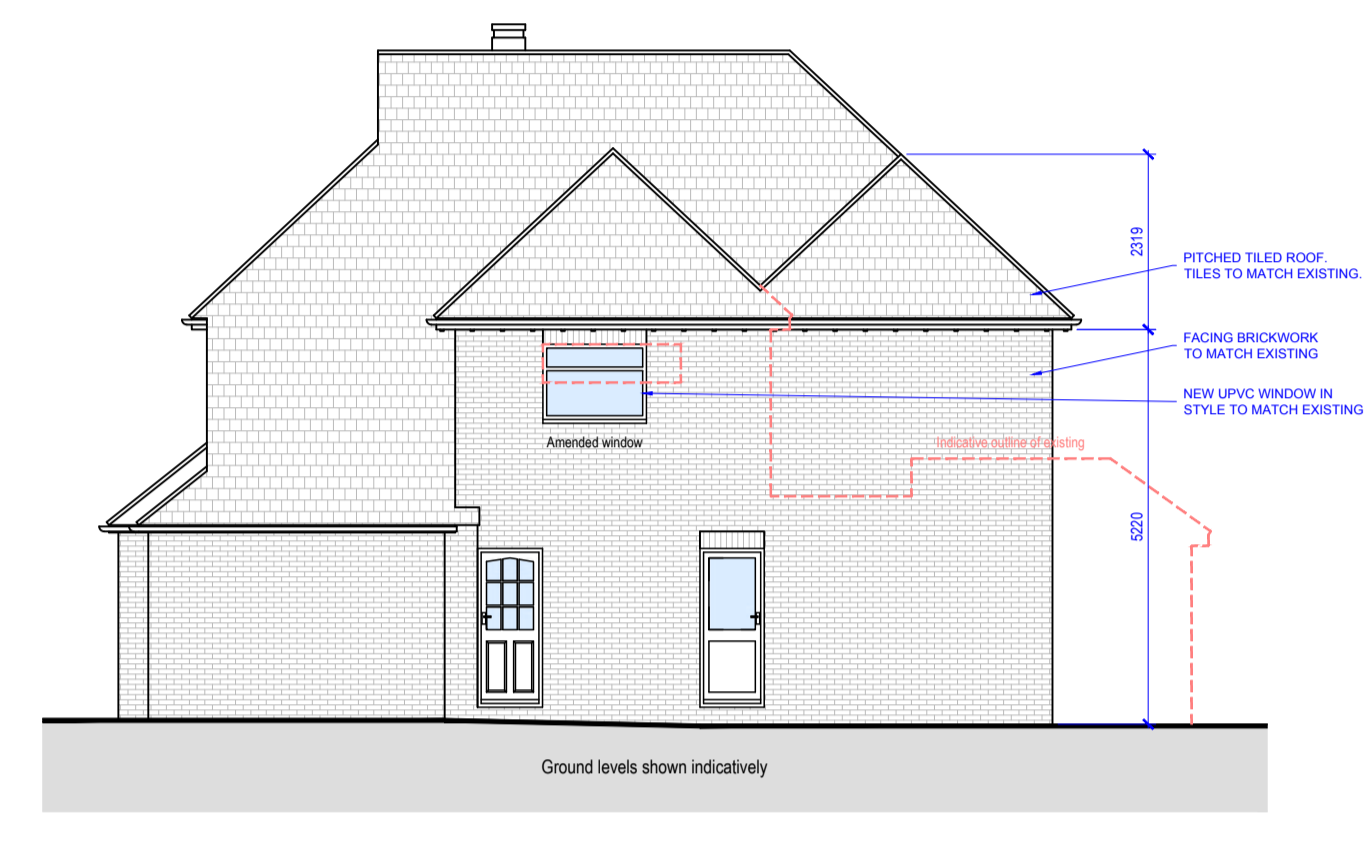 2319
PITCHED TILED ROOF.
TILES TO MATCH EXISTING.
FACING BRICKWORK
TO MATCH EXISTING
NEW UPVC WINDOW IN
STYLE TO MATCH EXISTING
Amended window
Indicative outline of existing
5220
Ground levels shown indicatively